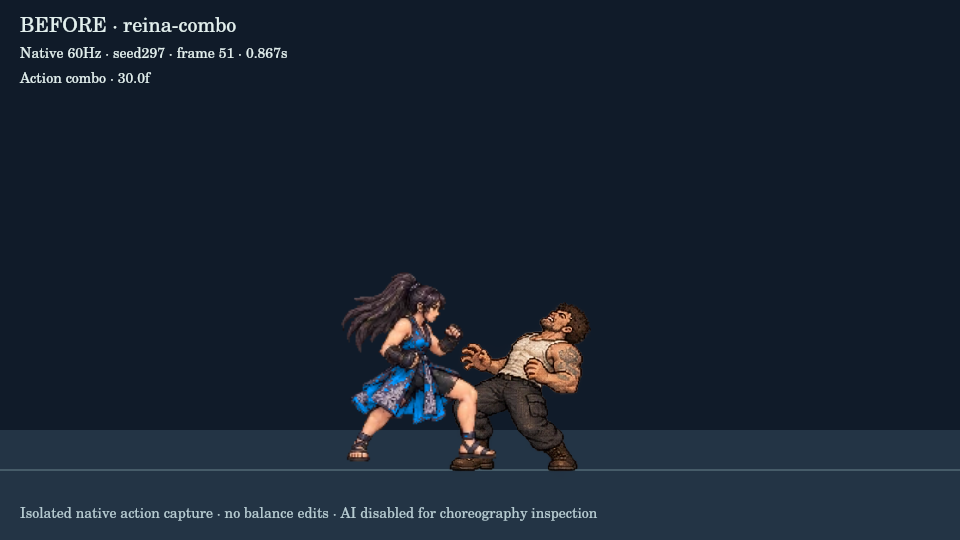 BEFORE · reina-combo
Native 60Hz · seed297 · frame 51 · 0.867s
Action combo · 30.0f
Isolated native action capture · no balance edits · AI disabled for choreography inspection